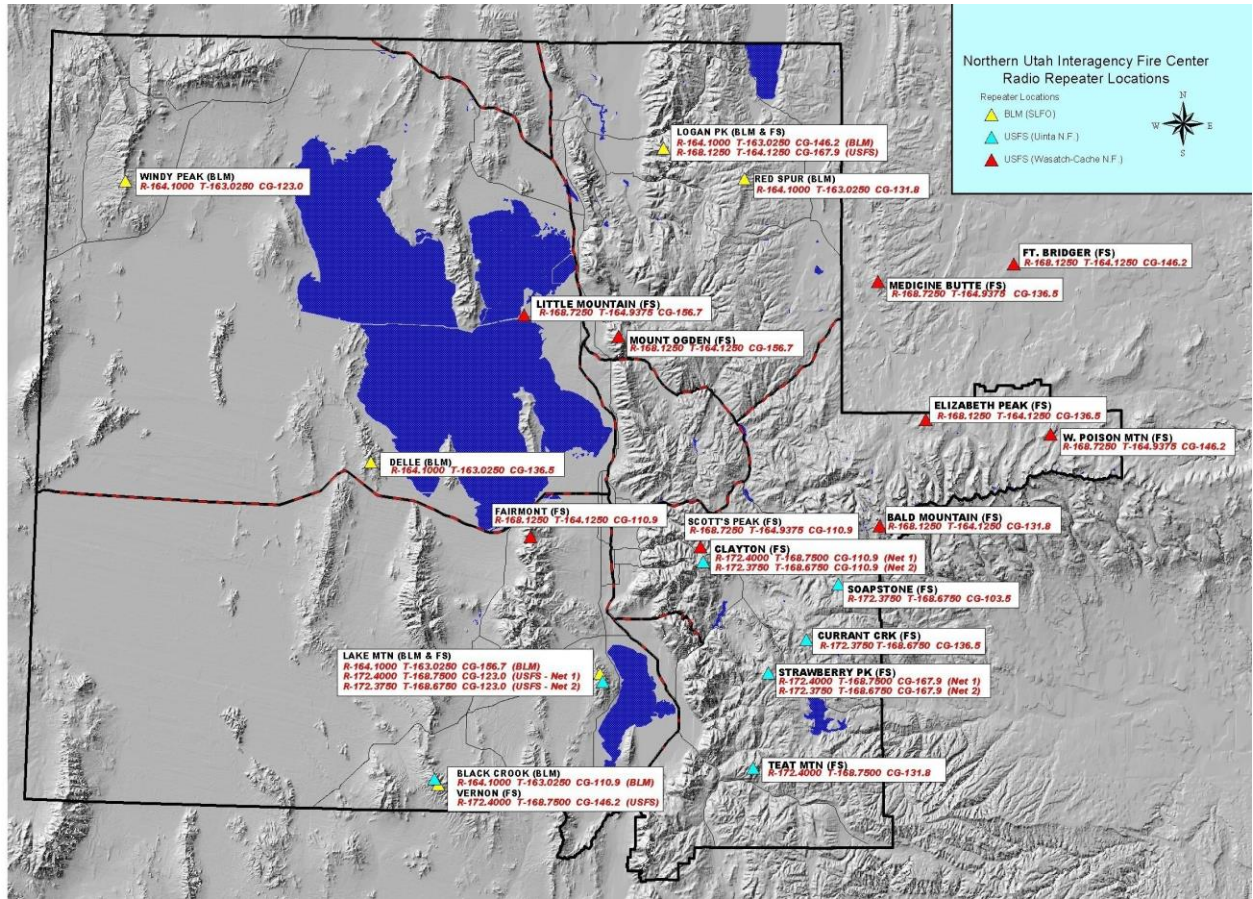 Northern Utah Interagency Fire Center
Radio Repeater Locations
Repeater Locations
BLM (SLFO)
USFS (Uinta N.F.)
USFS (Wasatch-Cache N.F.)
N
W E
S
LOGAN PK (BLM & FS)
R-164.1000 T-163.0250 CG-146.2 (BLM)
R-168.1250 T-164.1250 CG-167.9 (USFS)
WINDY PEAK (BLM)
R-164.1000 T-163.0250 CG-123.0
RED SPUR (BLM)
R-164.1000 T-163.0250 CG-131.8
FT. BRIDGER (FS)
R-168.1250 T-164.1250 CG-146.2
MEDICINE BUTTE (FS)
R-168.7250 T-164.9375 CG-136.5
LITTLE MOUNTAIN (FS)
R-168.7250 T-164.9375 CG-156.7
MOUNT OGDEN (FS)
R-168.1250 T-164.1250 CG-156.7
ELIZABETH PEAK (FS)
R-168.1250 T-164.1250 CG-136.5
W. POISON MTN (FS)
R-168.7250 T-164.9375 CG-146.2
DELLE (BLM)
R-164.1000 T-163.0250 CG-136.5
FAIRMONT (FS)
R-168.1250 T-164.1250 CG-110.9
SCOTT'S PEAK (FS)
R-168.7250 T-164.9375 CG-110.9
BALD MOUNTAIN (FS)
R-168.1250 T-164.1250 CG-131.8
CLAYTON (FS)
R-172.4000 T-168.7500 CG-110.9 (Net 1)
R-172.3750 T-168.6750 CG-110.9 (Net 2)
SOAPSTONE (FS)
R-172.3750 T-168.6750 CG-103.5
CURRANT CRK (FS)
R-172.3750 T-168.6750 CG-136.5
LAKE MTN (BLM & FS)
R-164.1000 T-163.0250 CG-156.7 (BLM)
R-172.4000 T-168.7500 CG-123.0 (USFS - Net 1)
R-172.3750 T-168.6750 CG-123.0 (USFS - Net 2)
STRAWBERRY PK (FS)
R-172.4000 T-168.7500 CG-167.9 (Net 1)
R-172.3750 T-168.6750 CG-167.9 (Net 2)
TEAT MTN (FS)
R-172.4000 T-168.7500 CG-131.8
BLACK CROOK (BLM)
R-164.1000 T-163.0250 CG-110.9 (BLM)
VERNON (FS)
R-172.4000 T-168.7500 CG-146.2 (USFS)